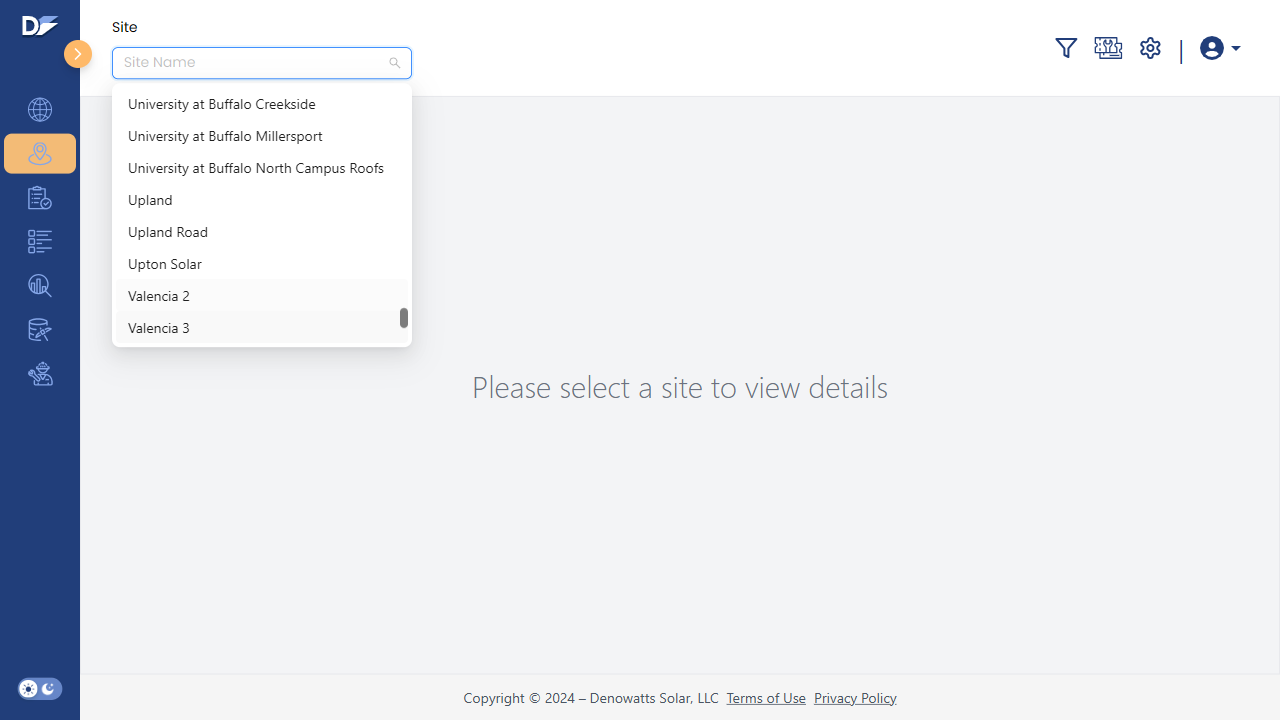 Site
Site Name
University at Buffalo Creekside
University at Buffalo Millersport
University at Buffalo North Campus Roofs
Upland
Upland Road
Upton Solar
Valencia 2
Valencia 3
Please select a site to view details
Copyright © 2024 – Denowatts Solar, LLC Terms of Use Privacy Policy